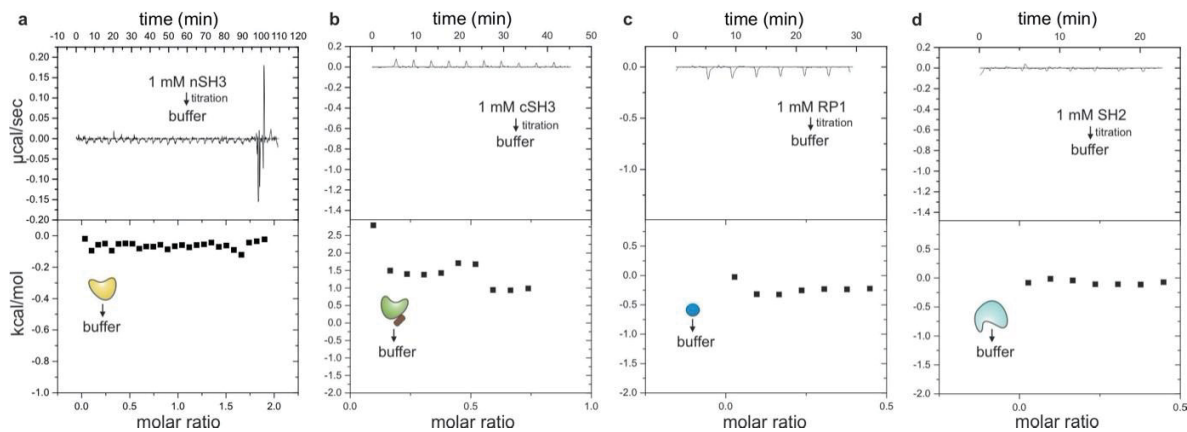 a
time (min)
-10 0 10 20 30 40 50 60 70 80 90 100 110 120
0.20
0.15
0.10
0.05
0.00
-0.05
-0.10
-0.15
-0.20
µcal/sec
1 mM nSH3
titration
buffer
0.0
-0.2
-0.4
-0.6
-0.8
-1.0
kcal/mol
buffer
0.0 0.5 1.0 1.5 2.0
molar ratio
b
time (min)
0 10 20 30 40 50
0.2
0.0
-0.2
-0.4
-0.6
-0.8
-1.0
-1.2
-1.4
1 mM cSH3
titration
buffer
2.5
2.0
1.5
1.0
0.5
0.0
-0.5
-1.0
-1.5
-2.0
buffer
0.0 0.5 1.0
molar ratio
c
time (min)
0 10 20 30
0.0
-0.5
-1.0
1 mM RP1
titration
buffer
0.5
0.0
-0.5
-1.0
-1.5
-2.0
buffer
0.0 0.5
molar ratio
d
time (min)
0 10 20
0.2
0.0
-0.2
-0.4
-0.6
-0.8
-1.0
-1.2
-1.4
1 mM SH2
titration
buffer
0.5
0.0
-0.5
-1.0
-1.5
-2.0
buffer
0.0 0.5
molar ratio